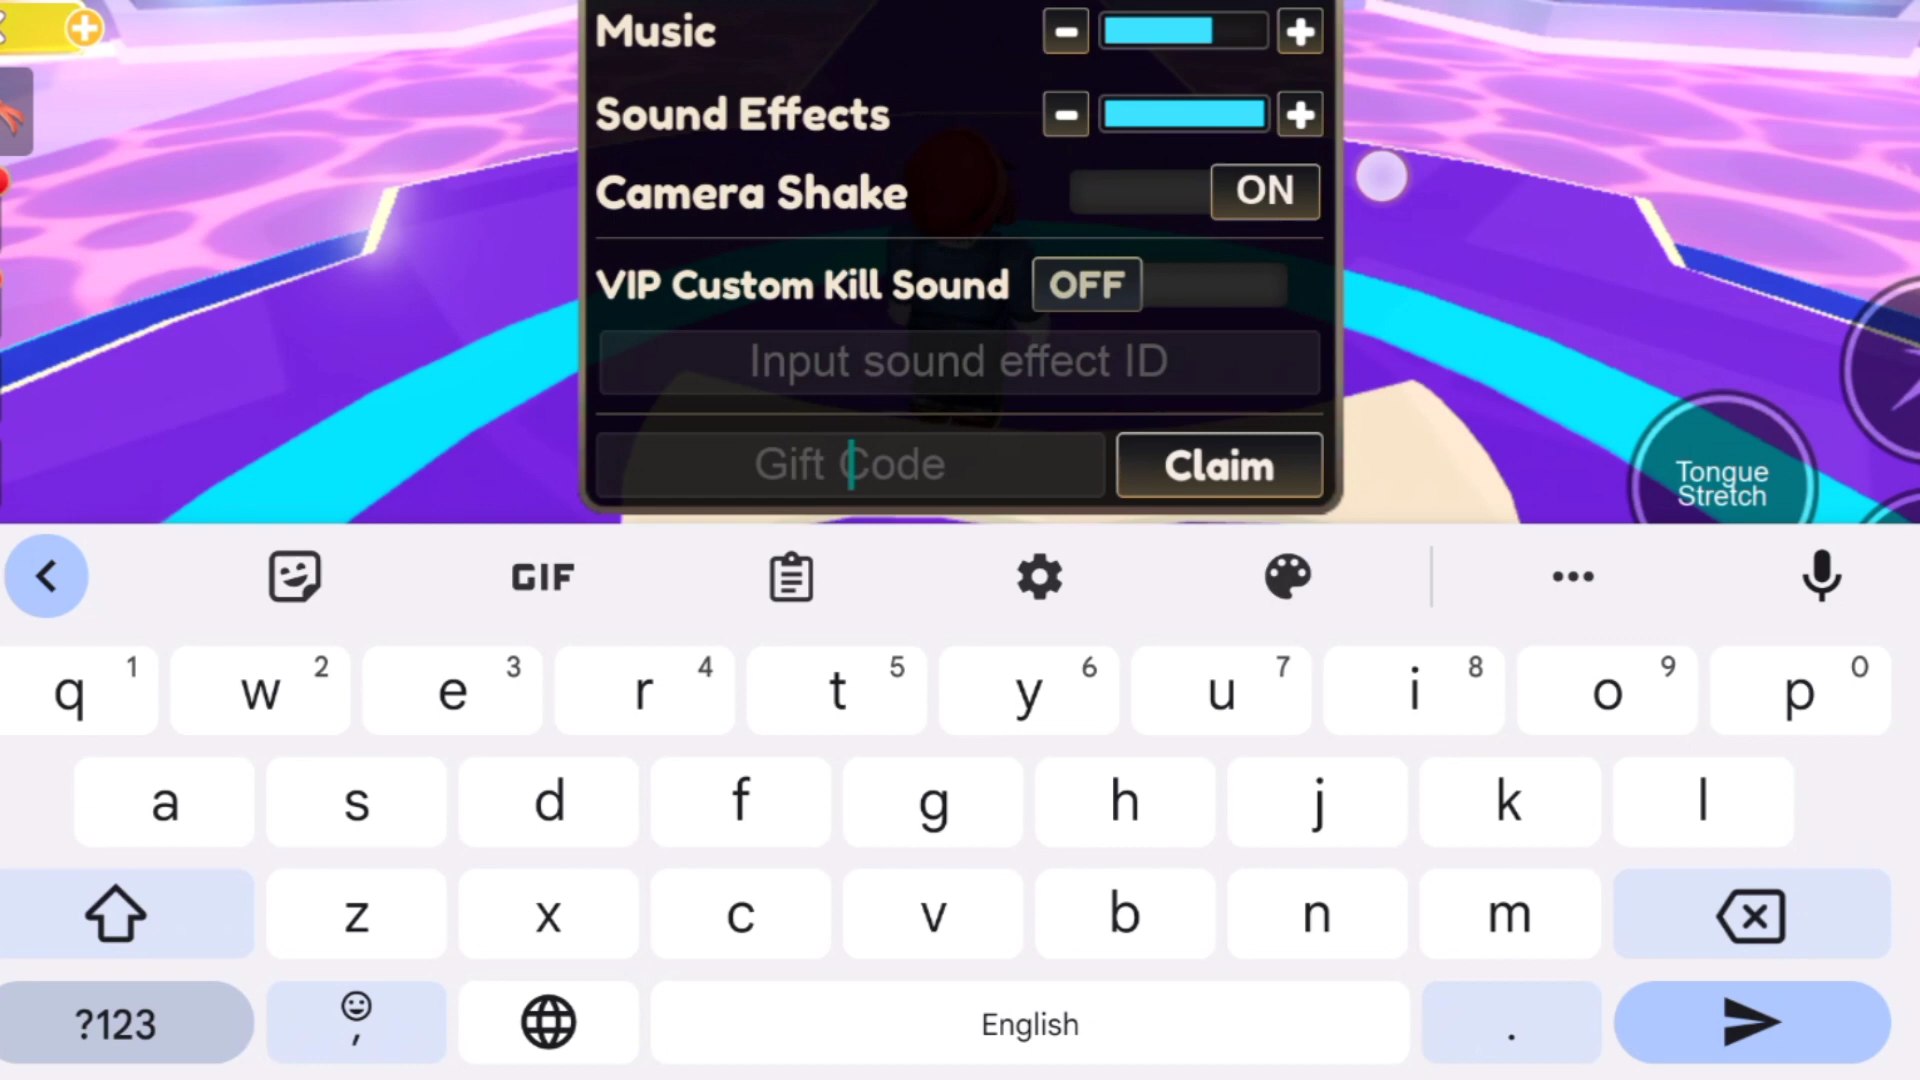 Music - +
Sound Effects - +
Camera Shake ON
VIP Custom Kill Sound OFF
Input sound effect ID
Gift Code Claim
Tongue
Stretch
GIF
q 1 w 2 e 3 r 4 t 5 y 6 u 7 i 8 o 9 p 0
a s d f g h j k l
z x c v b n m
?123 , English .